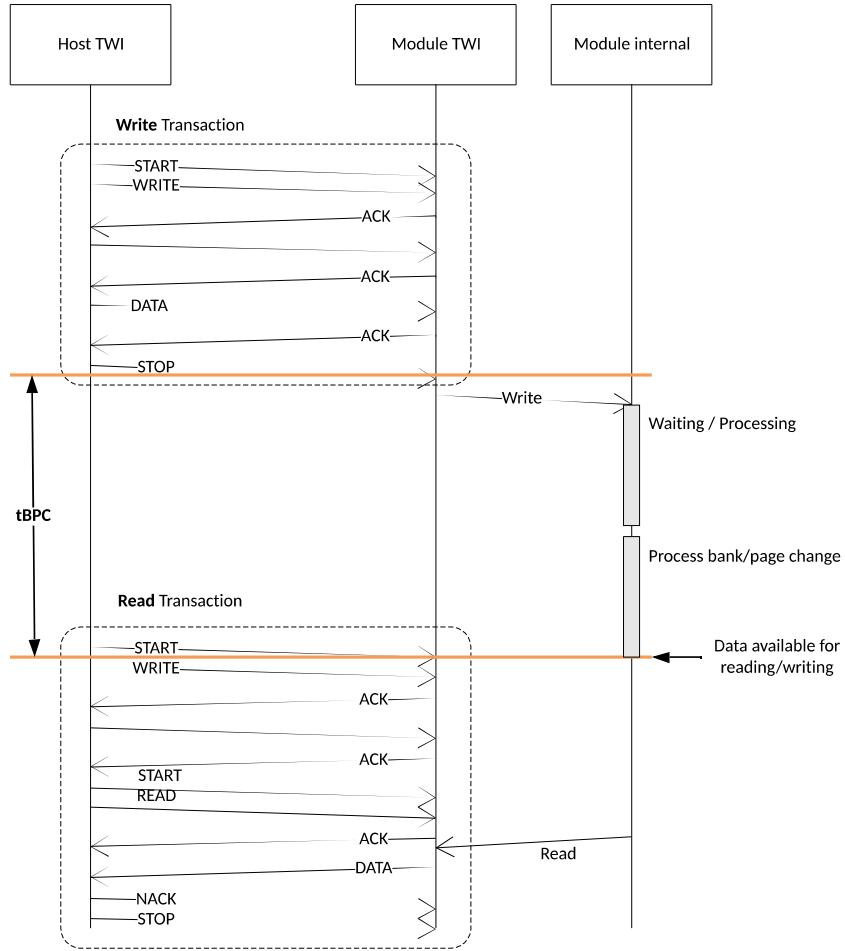 Host TWI
Module TWI
Module internal
Write Transaction
START
WRITE
ACK
ACK
DATA
ACK
STOP
Write
Waiting / Processing
tBPC
Process bank/page change
Read Transaction
START
Data available for
reading/writing
WRITE
ACK
ACK
START
READ
ACK
Read
DATA
NACK
STOP